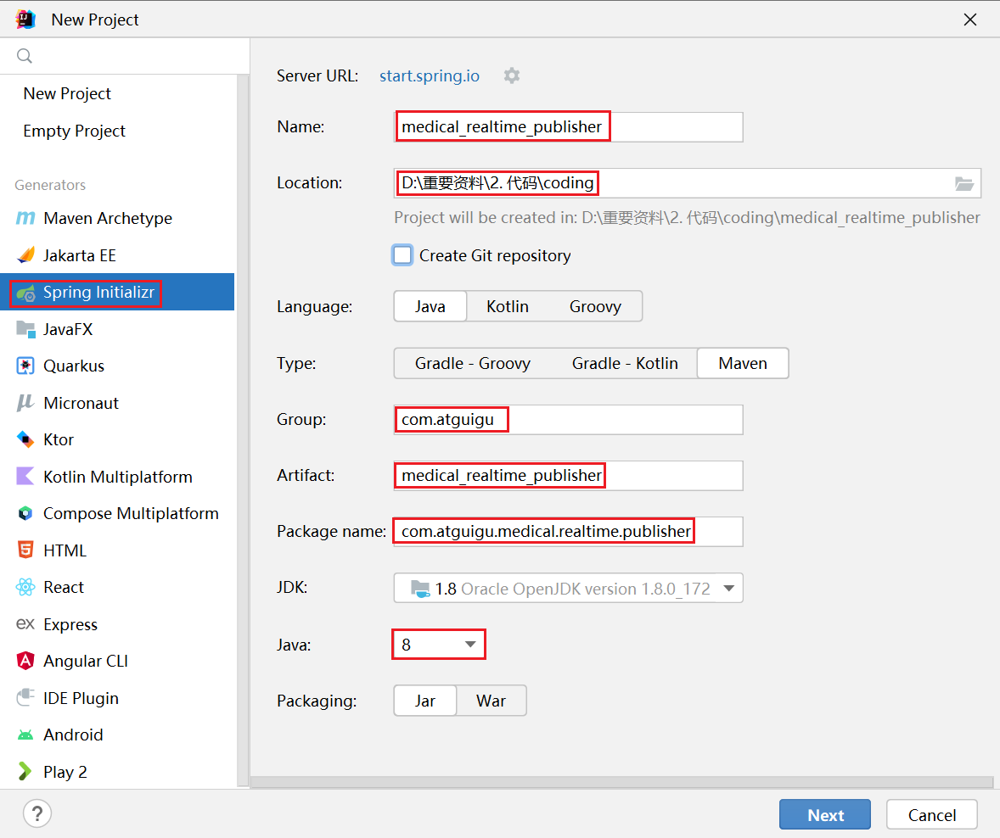 New Project
New Project
Empty Project
Generators
Maven Archetype
Jakarta EE
Spring Initializr
JavaFX
Quarkus
Micronaut
Ktor
Kotlin Multiplatform
Compose Multiplatform
HTML
React
ex Express
Angular CLI
IDE Plugin
Android
Play 2
Server URL: start.spring.io
Name: medical_realtime_publisher
Location: D:\重要资料\2. 代码\coding
Project will be created in: D:\重要资料\2. 代码\coding\medical_realtime_publisher
Create Git repository
Language: Java Kotlin Groovy
Type: Gradle - Groovy Gradle - Kotlin Maven
Group: com.atguigu
Artifact: medical_realtime_publisher
Package name: com.atguigu.medical.realtime.publisher
JDK: 1.8 Oracle OpenJDK version 1.8.0_172
Java: 8
Packaging: Jar War
? Next Cancel